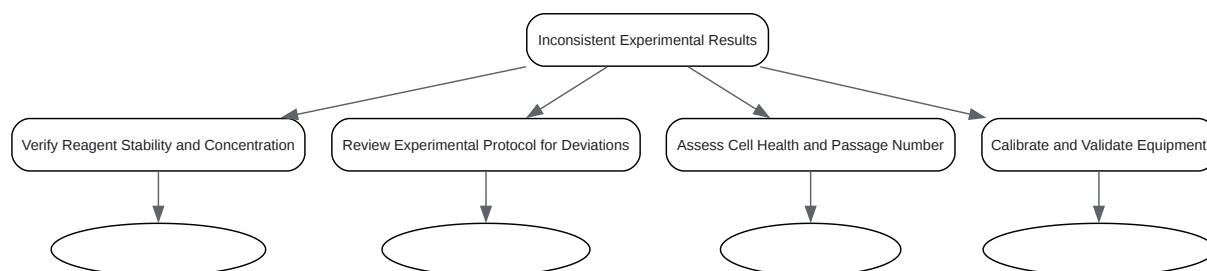 Inconsistent Experimental Results
Verify Reagent Stability and Concentration
Review Experimental Protocol for Deviations
Assess Cell Health and Passage Number
Calibrate and Validate Equipment